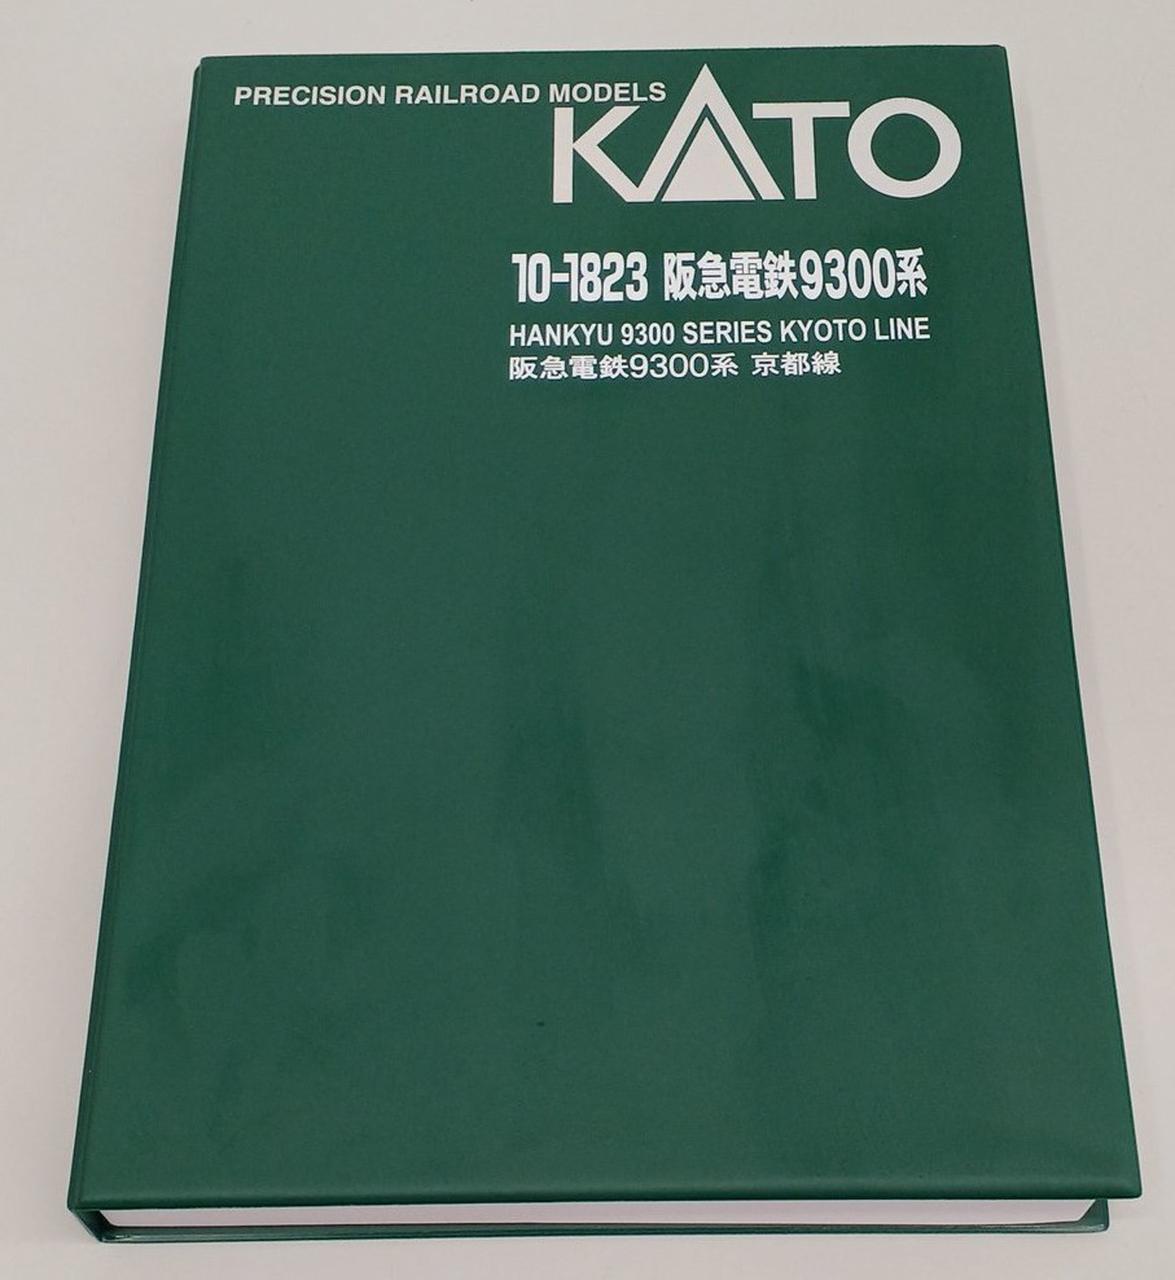 PRECISION RAILROAD MODELS
KATO
10-1823 阪急電鉄9300系
HANKYU 9300 SERIES KYOTO LINE
阪急電鉄9300系 京都線